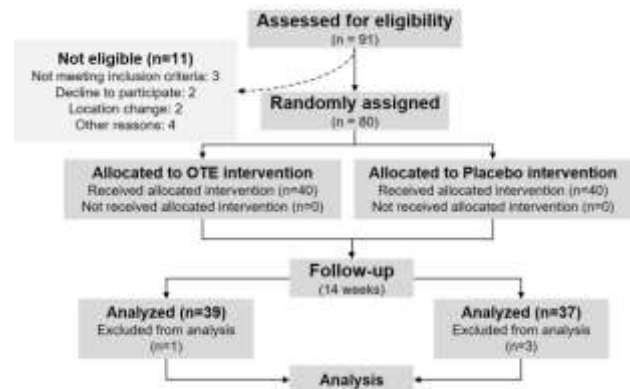 Assessed for eligibility
(n = 91)
Not eligible (n=11)
Not meeting inclusion criteria: 3
Decline to participate: 2
Location change: 2
Other reasons: 4
Randomly assigned
(n = 80)
Allocated to OTE intervention
Received allocated intervention (n=40)
Not received allocated intervention (n=0)
Allocated to Placebo intervention
Received allocated intervention (n=40)
Not received allocated intervention (n=0)
Follow-up
(14 weeks)
Analyzed (n=39)
Excluded from analysis
(n=1)
Analyzed (n=37)
Excluded from analysis
(n=3)
Analysis